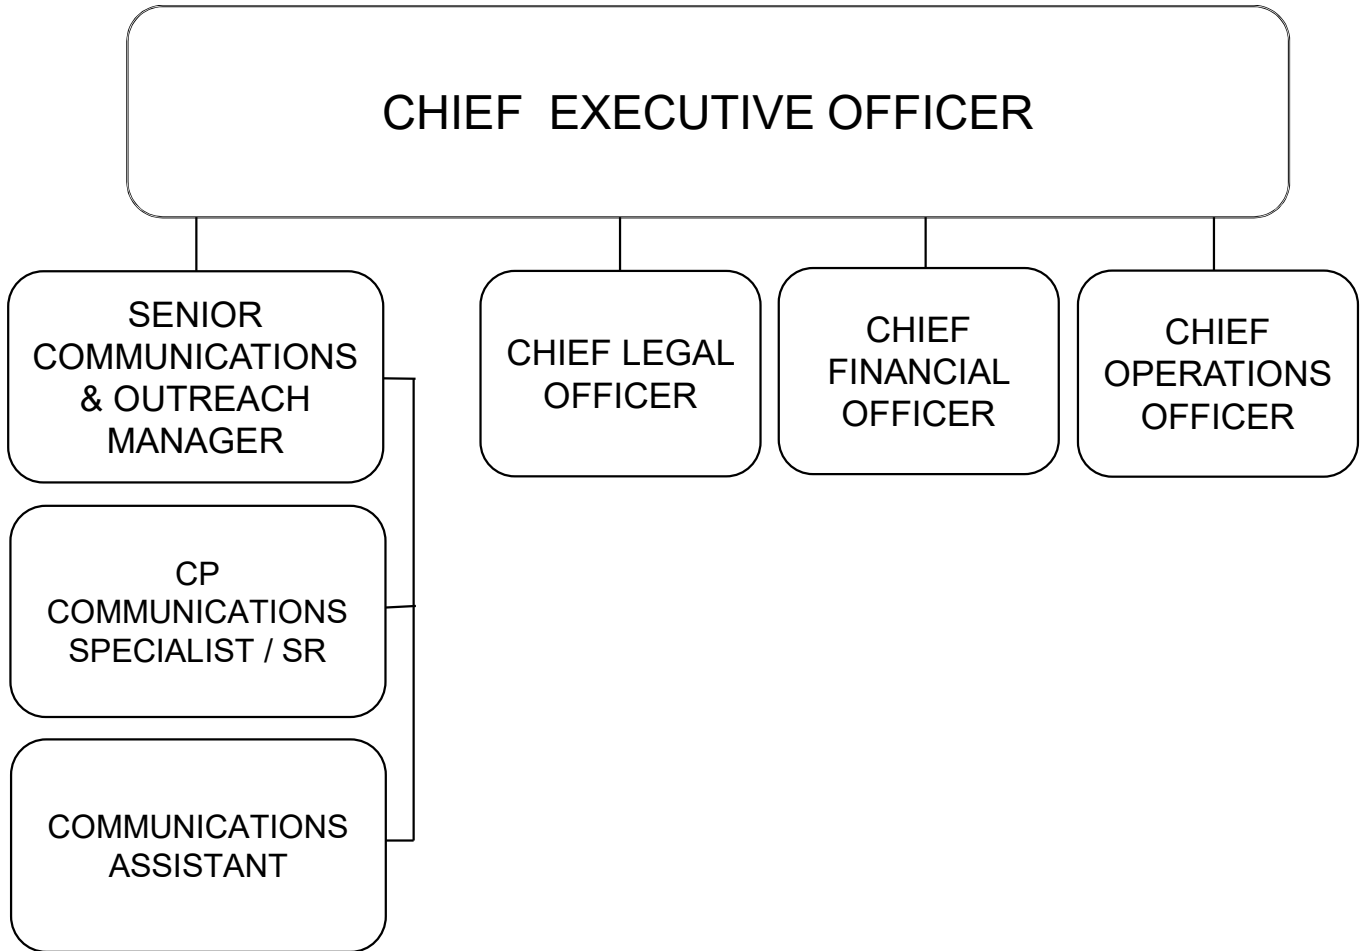 CHIEF EXECUTIVE OFFICER
SENIOR
COMMUNICATIONS
& OUTREACH
MANAGER
CHIEF LEGAL
OFFICER
CHIEF
FINANCIAL
OFFICER
CHIEF
OPERATIONS
OFFICER
CP
COMMUNICATIONS
SPECIALIST / SR
COMMUNICATIONS
ASSISTANT